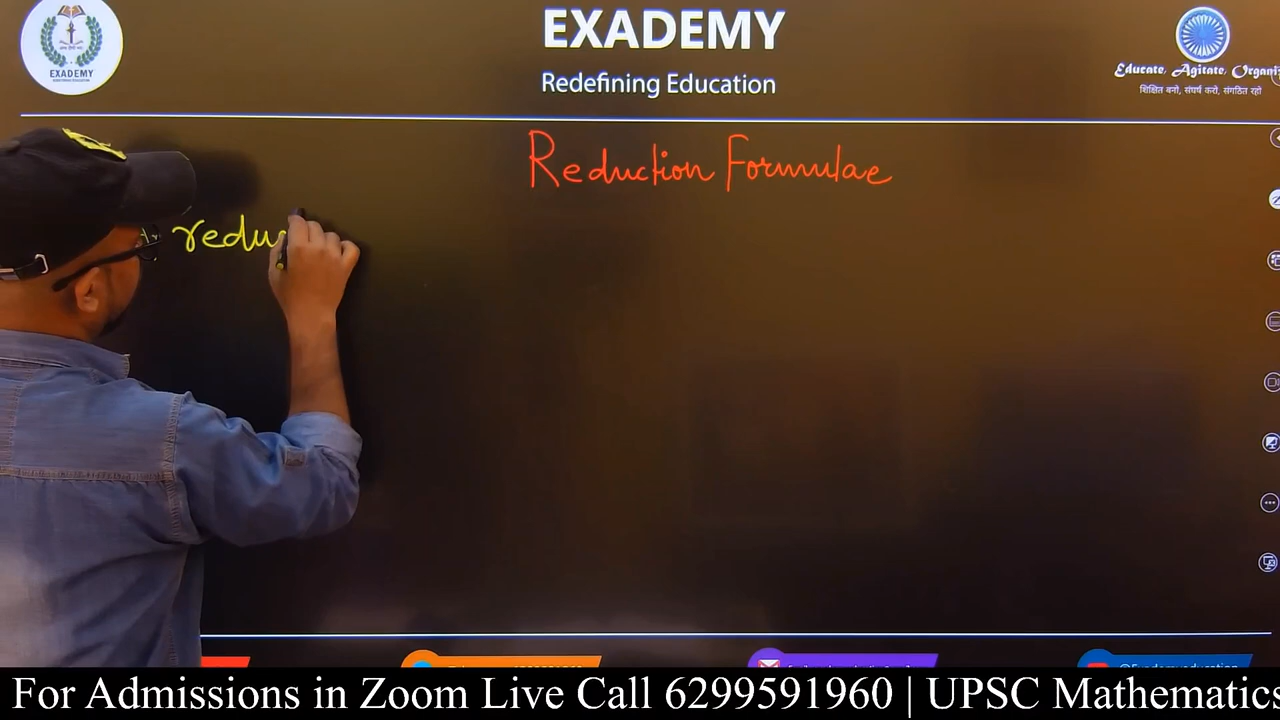 EXADEMY
Redefining Education
EXADEMY
Educate, Agitate, Organi
शिक्षित बनो, संघर्ष करो, संगठित रहो
Reduction Formulae
redu
For Admissions in Zoom Live Call 6299591960 | UPSC Mathematics